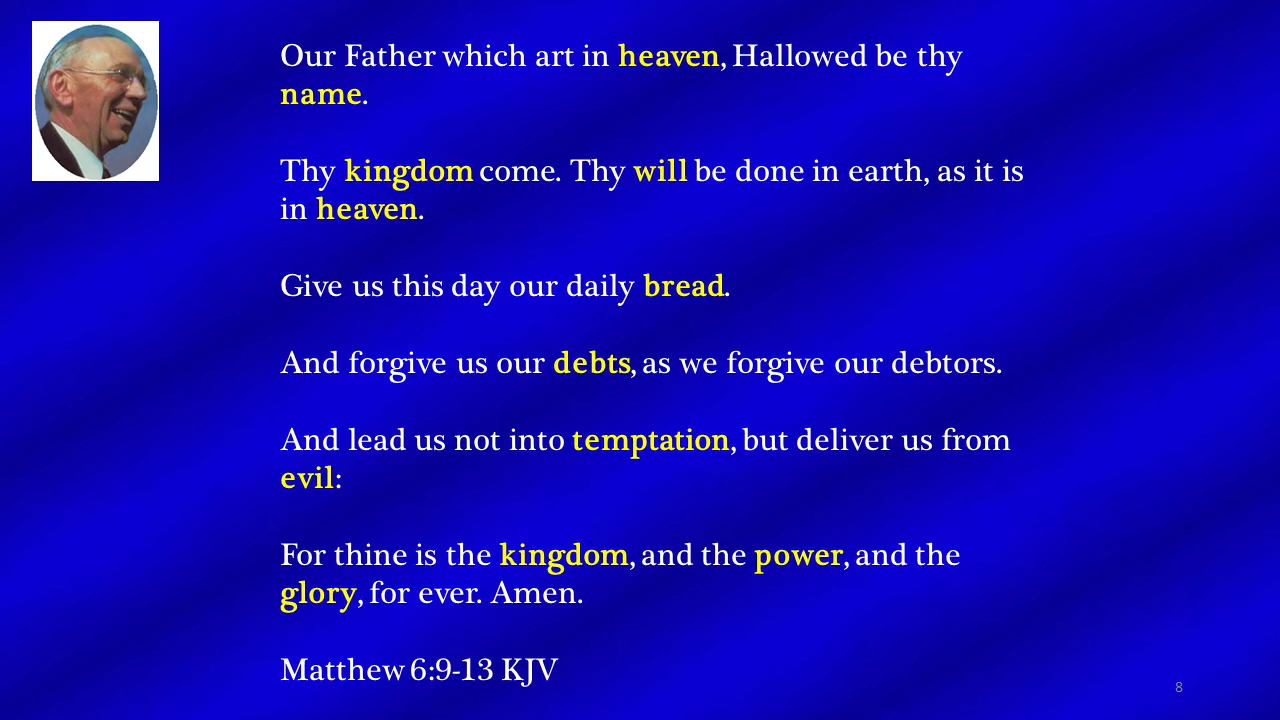 Our Father which art in heaven, Hallowed be thy
name.
Thy kingdom come. Thy will be done in earth, as it is
in heaven.
Give us this day our daily bread.
And forgive us our debts, as we forgive our debtors.
And lead us not into temptation, but deliver us from
evil:
For thine is the kingdom, and the power, and the
glory, for ever. Amen.
Matthew 6:9-13 KJV
8